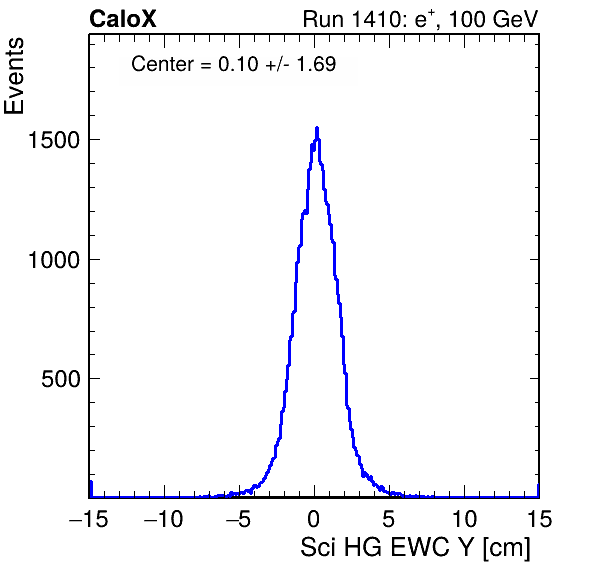 CaloX Run 1410: e⁺, 100 GeV
Center = 0.10 +/- 1.69
Events
1500
1000
500
−15 −10 −5 0 5 10 15
Sci HG EWC Y [cm]